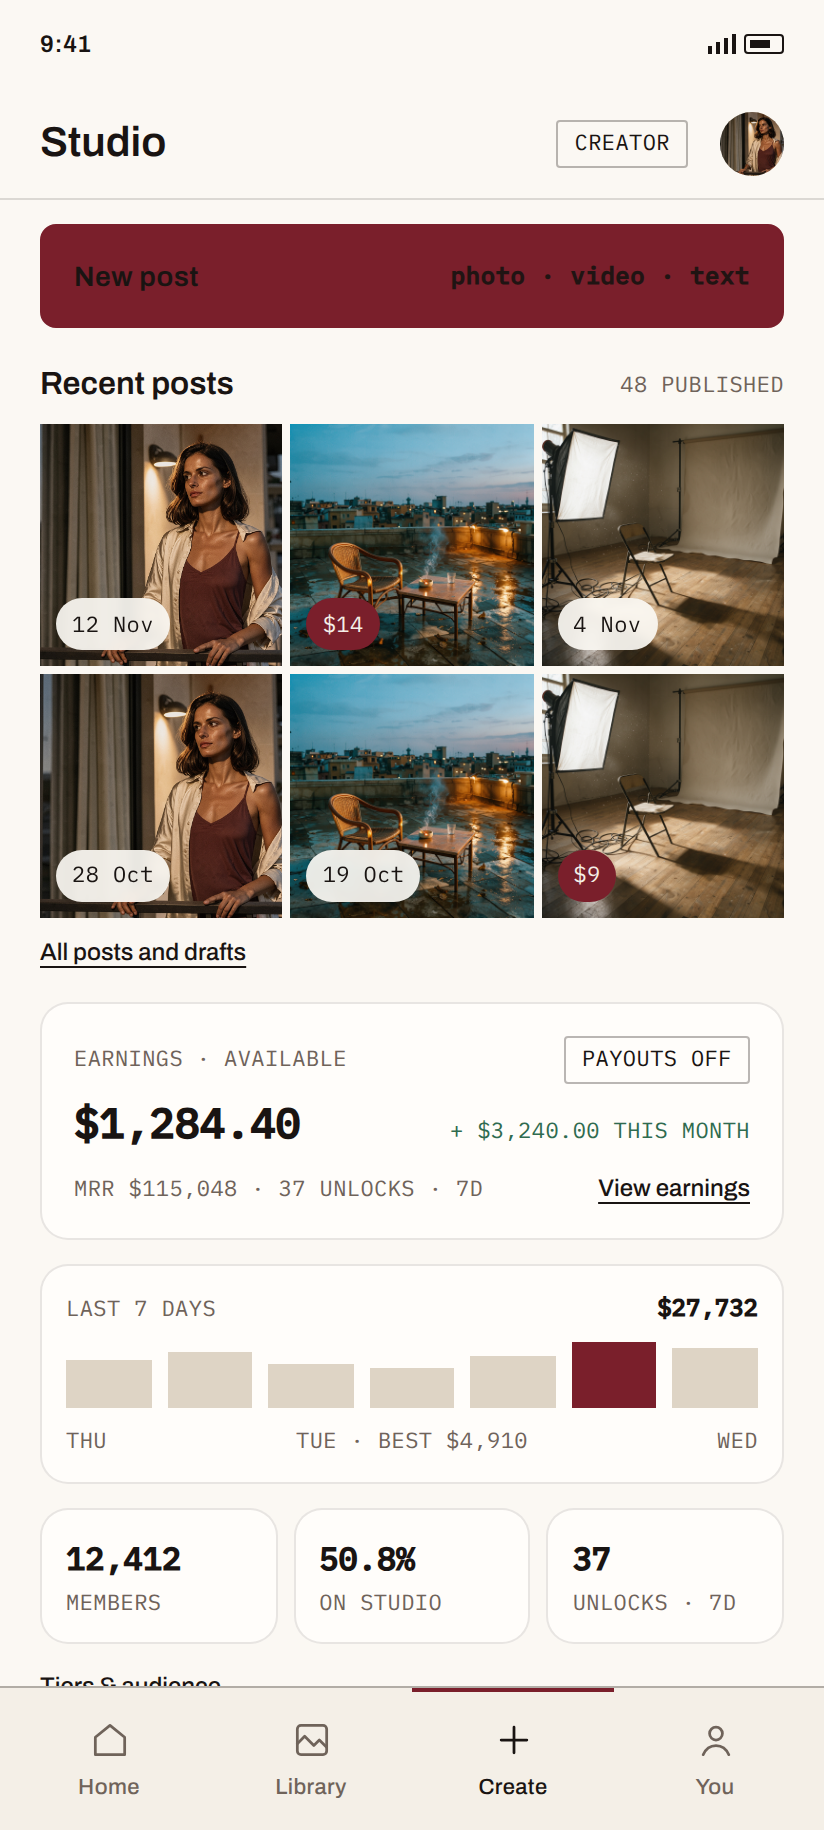 9:41
Studio
CREATOR
New post
photo · video · text
Recent posts
48 PUBLISHED
12 Nov
$14
4 Nov
28 Oct
19 Oct
$9
All posts and drafts
EARNINGS · AVAILABLE
PAYOUTS OFF
$1,284.40
+ $3,240.00 THIS MONTH
MRR $115,048 · 37 UNLOCKS · 7D
View earnings
LAST 7 DAYS
$27,732
THU
TUE · BEST $4,910
WED
12,412
MEMBERS
50.8%
ON STUDIO
37
UNLOCKS · 7D
Tiers & audience
Home
Library
Create
You